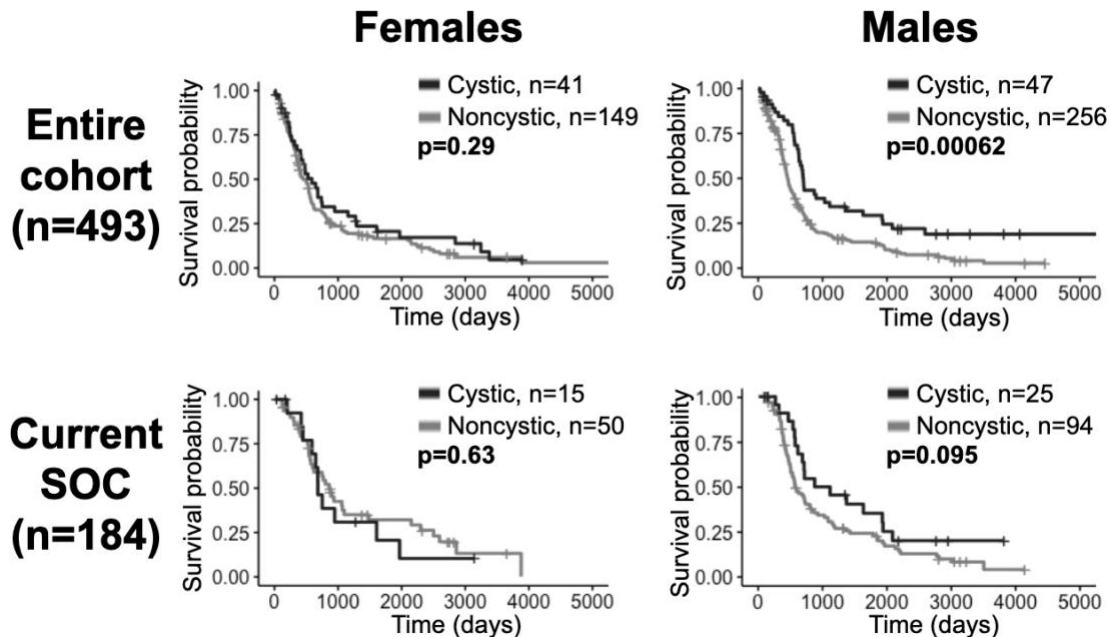 Females
Males
Entire
cohort
(n=493)
Survival probability
1.00
0.75
0.50
0.25
0.00
Cystic, n=41
Noncystic, n=149
p=0.29
0 1000 2000 3000 4000 5000
Time (days)
Survival probability
1.00
0.75
0.50
0.25
0.00
Cystic, n=47
Noncystic, n=256
p=0.00062
0 1000 2000 3000 4000 5000
Time (days)
Current
SOC
(n=184)
Survival probability
1.00
0.75
0.50
0.25
0.00
Cystic, n=15
Noncystic, n=50
p=0.63
0 1000 2000 3000 4000 5000
Time (days)
Survival probability
1.00
0.75
0.50
0.25
0.00
Cystic, n=25
Noncystic, n=94
p=0.095
0 1000 2000 3000 4000 5000
Time (days)